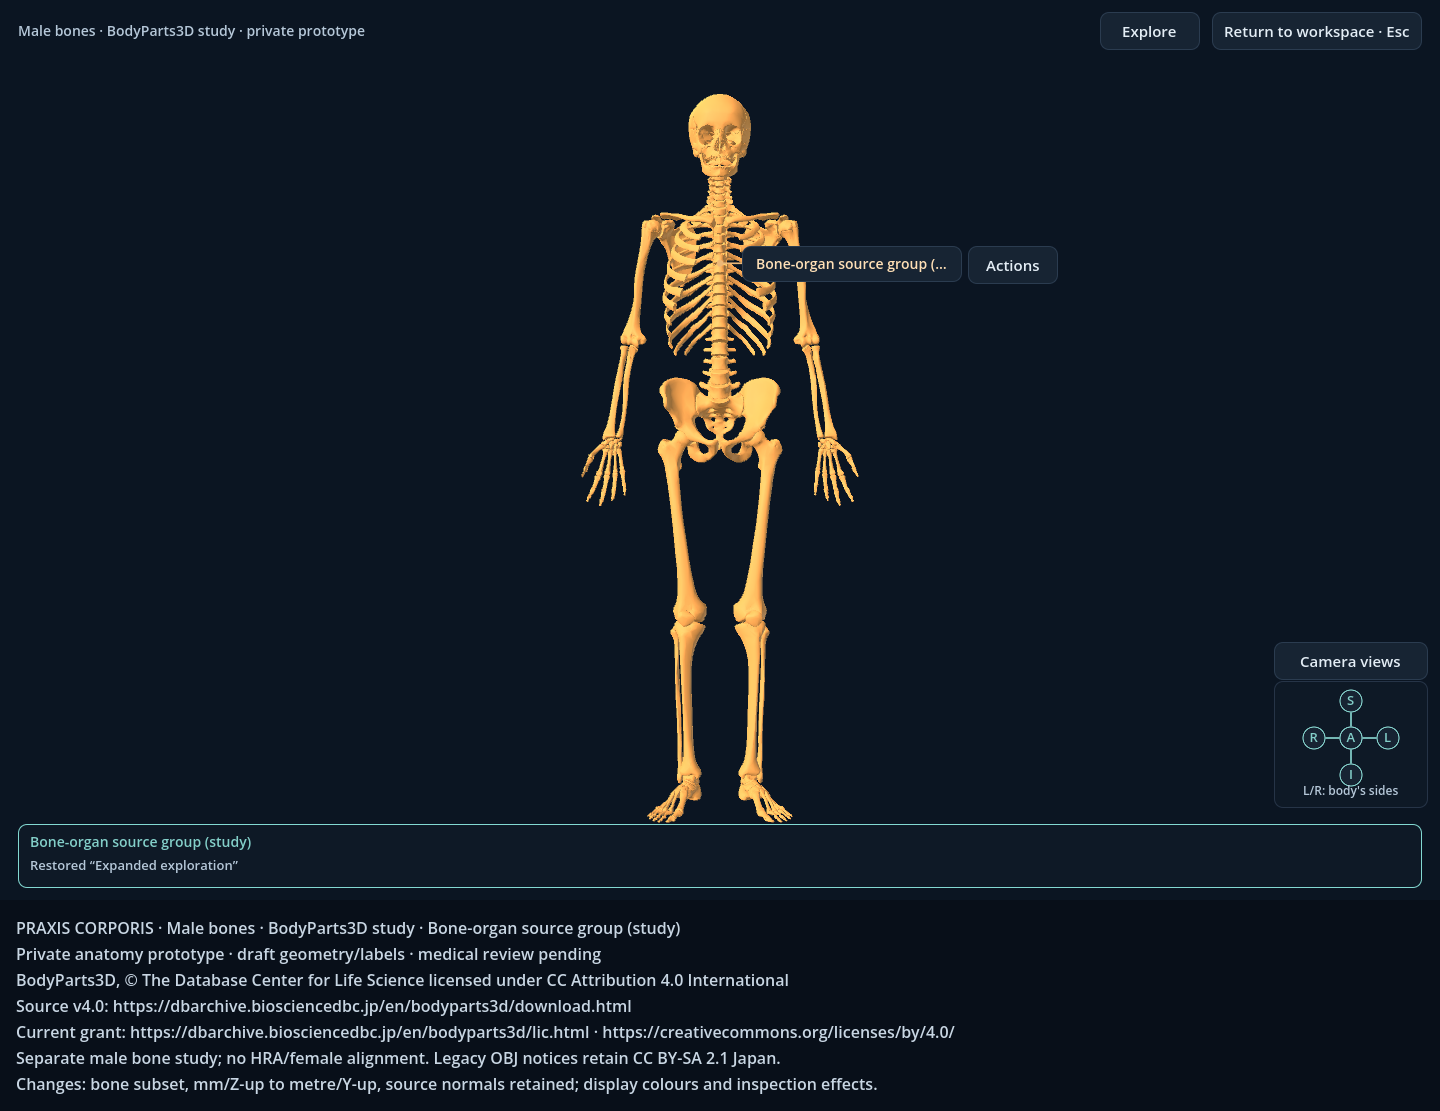 Male bones · BodyParts3D study · private prototype
Explore
Return to workspace · Esc
Bone-organ source group (...
Actions
Camera views
S
R
A
L
I
L/R: body's sides
Bone-organ source group (study)
Restored “Expanded exploration”
PRAXIS CORPORIS · Male bones · BodyParts3D study · Bone-organ source group (study)
Private anatomy prototype · draft geometry/labels · medical review pending
BodyParts3D, © The Database Center for Life Science licensed under CC Attribution 4.0 International
Source v4.0: https://dbarchive.biosciencedbc.jp/en/bodyparts3d/download.html
Current grant: https://dbarchive.biosciencedbc.jp/en/bodyparts3d/lic.html · https://creativecommons.org/licenses/by/4.0/
Separate male bone study; no HRA/female alignment. Legacy OBJ notices retain CC BY-SA 2.1 Japan.
Changes: bone subset, mm/Z-up to metre/Y-up, source normals retained; display colours and inspection effects.